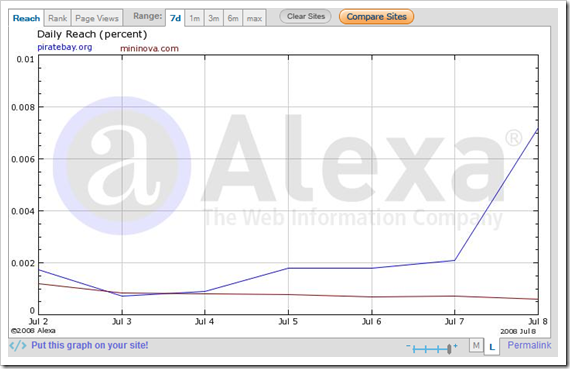 Reach Rank Page Views Range: 7d 1m 3m 6m max Clear Sites Compare Sites
Daily Reach (percent)
piratebay.org mininova.com
0.01
0.008
0.006
0.004
0.002
0
a Alexa®
The Web Information Company
Jul 2 Jul 3 Jul 4 Jul 5 Jul 6 Jul 7 Jul 8
©2008 Alexa 2008 Jul 8
</> Put this graph on your site! - + M L Permalink